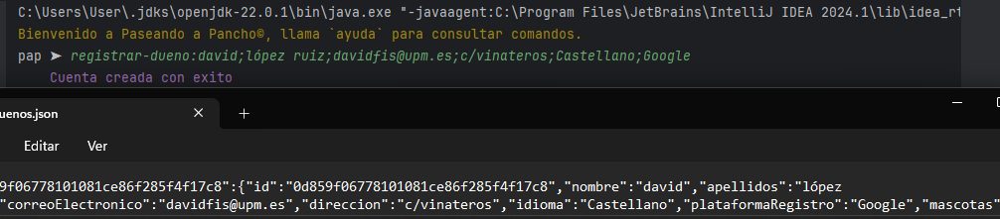 C:\Users\User\.jdks\openjdk-22.0.1\bin\java.exe "-javaagent:C:\Program Files\JetBrains\IntelliJ IDEA 2024.1\lib\idea_rt
Bienvenido a Paseando a Pancho©, llama `ayuda` para consultar comandos.
pap ➤ registrar-dueno:david;lópez ruiz;davidfis@upm.es;c/vinateros;Castellano;Google
Cuenta creada con exito
uenos.json
Editar Ver
9f06778101081ce86f285f4f17c8":{"id":"0d859f06778101081ce86f285f4f17c8","nombre":"david","apellidos":"lópez
"correoElectronico":"davidfis@upm.es","direccion":"c/vinateros","idioma":"Castellano","plataformaRegistro":"Google","mascotas